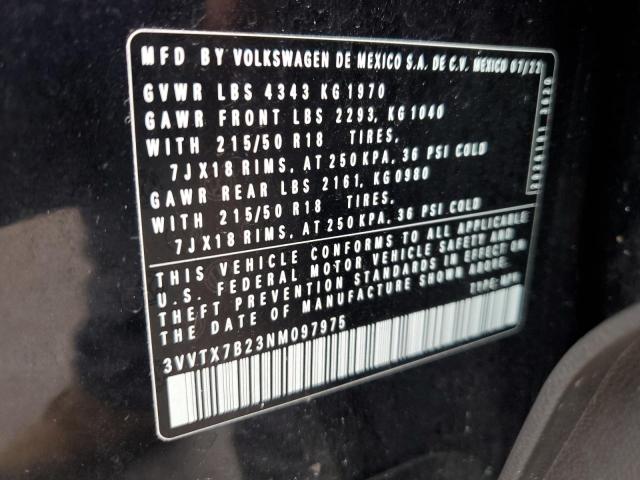 MFD BY VOLKSWAGEN DE MEXICO S.A. DE C.V. MEXICO 07/22
GVWR LBS 4343 KG 1970
GAWR FRONT LBS 2293, KG 1040
WITH 215/50 R18 TIRES,
7JX18 RIMS, AT 250 KPA, 36 PSI COLD
GAWR REAR LBS 2161, KG 0980
WITH 215/50 R18 TIRES,
7JX18 RIMS, AT 250 KPA, 36 PSI COLD
THIS VEHICLE CONFORMS TO ALL APPLICABLE
U.S. FEDERAL MOTOR VEHICLE SAFETY AND
THEFT PREVENTION STANDARDS IN EFFECT ON
THE DATE OF MANUFACTURE SHOWN ABOVE.
TYPE: MPV
3VVTX7B23NM097975